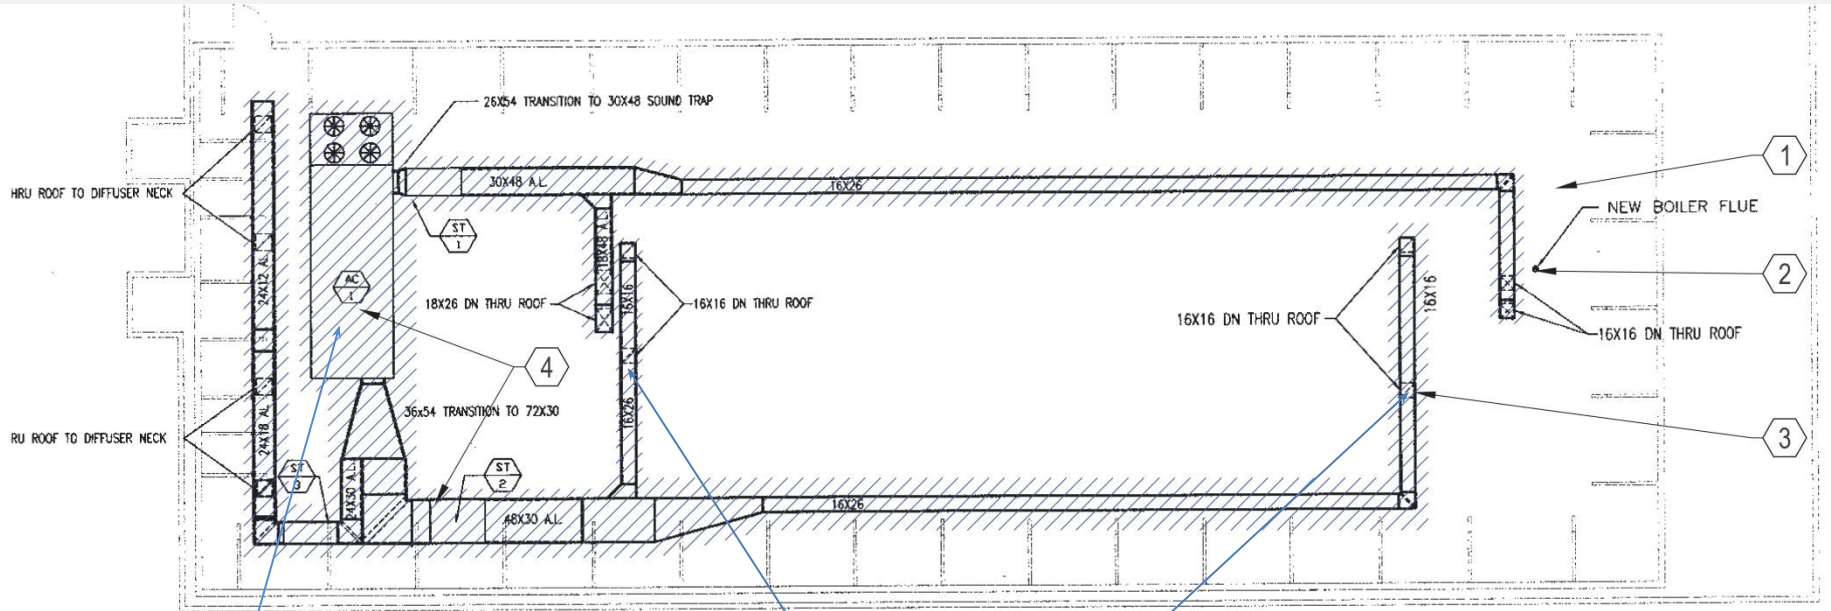 26X54 TRANSITION TO 30X48 SOUND TRAP
1
30X48 A.L.
16X26
HRU ROOF TO DIFFUSER NECK
NEW BOILER FLUE
ST
1
18X48 A.L.
24X12 AL
2
AC
1
16X16
16X16
18X26 DN THRU ROOF
16X16 DN THRU ROOF
16X16 DN THRU ROOF
16X16 DN THRU ROOF
4
36x54 TRANSITION TO 72X30
16X26
RU ROOF TO DIFFUSER NECK
24X18 AL
3
ST
3
ST
2
24X30 A.L.
48X30 A.L.
16X26